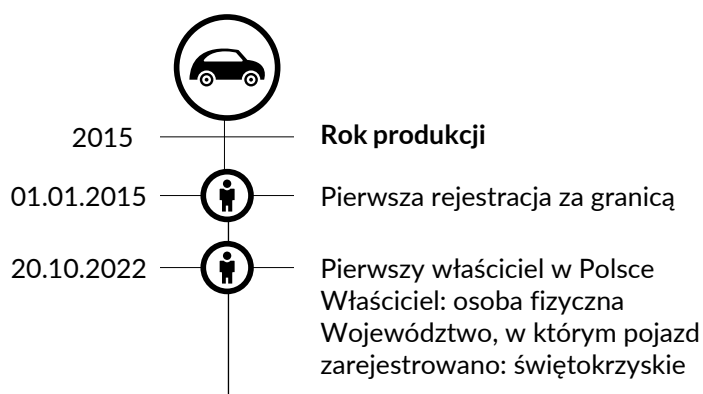 2015 Rok produkcji
01.01.2015 Pierwsza rejestracja za granicą
20.10.2022 Pierwszy właściciel w Polsce
Właściciel: osoba fizyczna
Województwo, w którym pojazd
zarejestrowano: świętokrzyskie